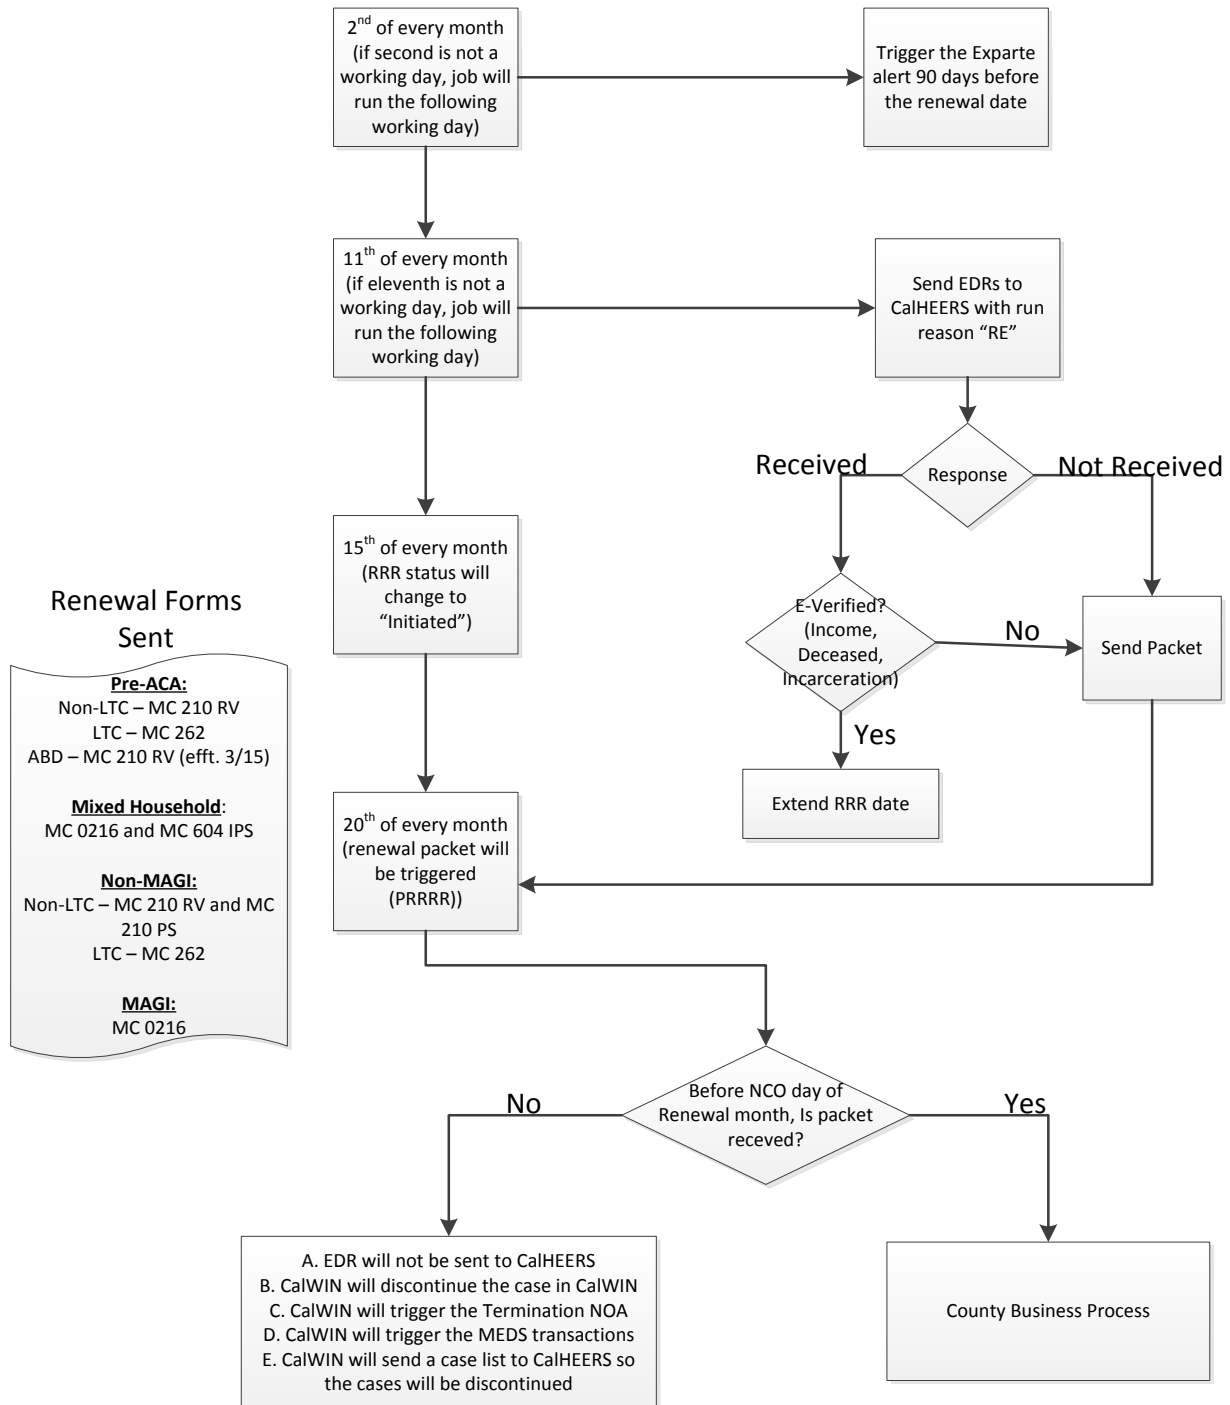 2nd of every month
(if second is not a
working day, job will
run the following
working day)
Trigger the Exparte
alert 90 days before
the renewal date
11th of every month
(if eleventh is not a
working day, job will
run the following
working day)
Send EDRs to
CalHEERS with run
reason “RE”
Received
Response
Not Received
15th of every month
(RRR status will
change to
“Initiated”)
E-Verified?
(Income,
Deceased,
Incarceration)
No
Send Packet
Yes
Extend RRR date
Renewal Forms
Sent
Pre-ACA:
Non-LTC – MC 210 RV
LTC – MC 262
ABD – MC 210 RV (efft. 3/15)
Mixed Household:
MC 0216 and MC 604 IPS
Non-MAGI:
Non-LTC – MC 210 RV and MC
210 PS
LTC – MC 262
MAGI:
MC 0216
20th of every month
(renewal packet will
be triggered
(PRRRR))
No
Before NCO day of
Renewal month, Is packet
receved?
Yes
A. EDR will not be sent to CalHEERS
B. CalWIN will discontinue the case in CalWIN
C. CalWIN will trigger the Termination NOA
D. CalWIN will trigger the MEDS transactions
E. CalWIN will send a case list to CalHEERS so
the cases will be discontinued
County Business Process